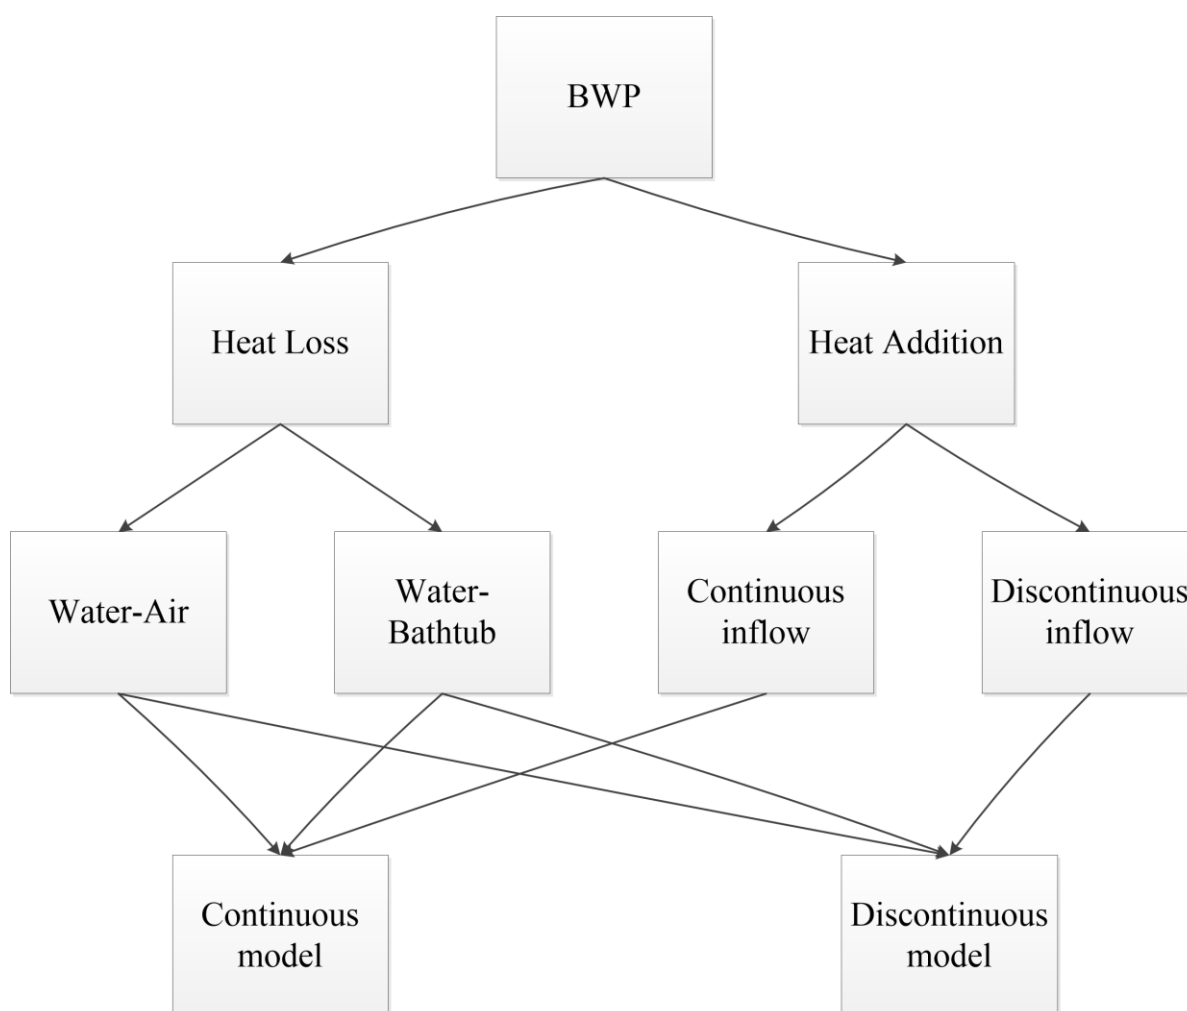 BWP
Heat Loss
Heat Addition
Water-Air
Water-
Bathtub
Continuous
inflow
Discontinuous
inflow
Continuous
model
Discontinuous
model